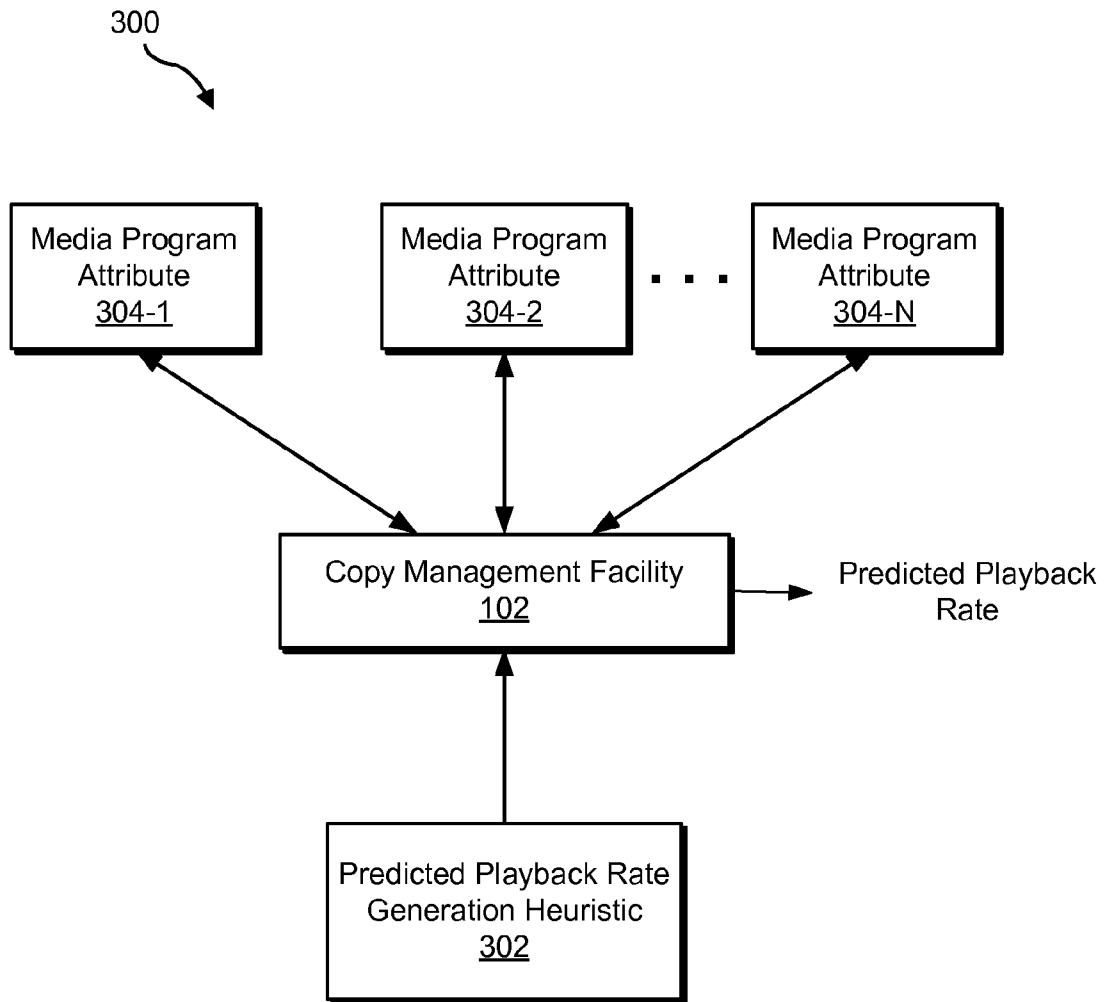 300
Media Program
Attribute
304-1
Media Program
Attribute
304-2
. . .
Media Program
Attribute
304-N
Copy Management Facility
102
Predicted Playback
Rate
Predicted Playback Rate
Generation Heuristic
302